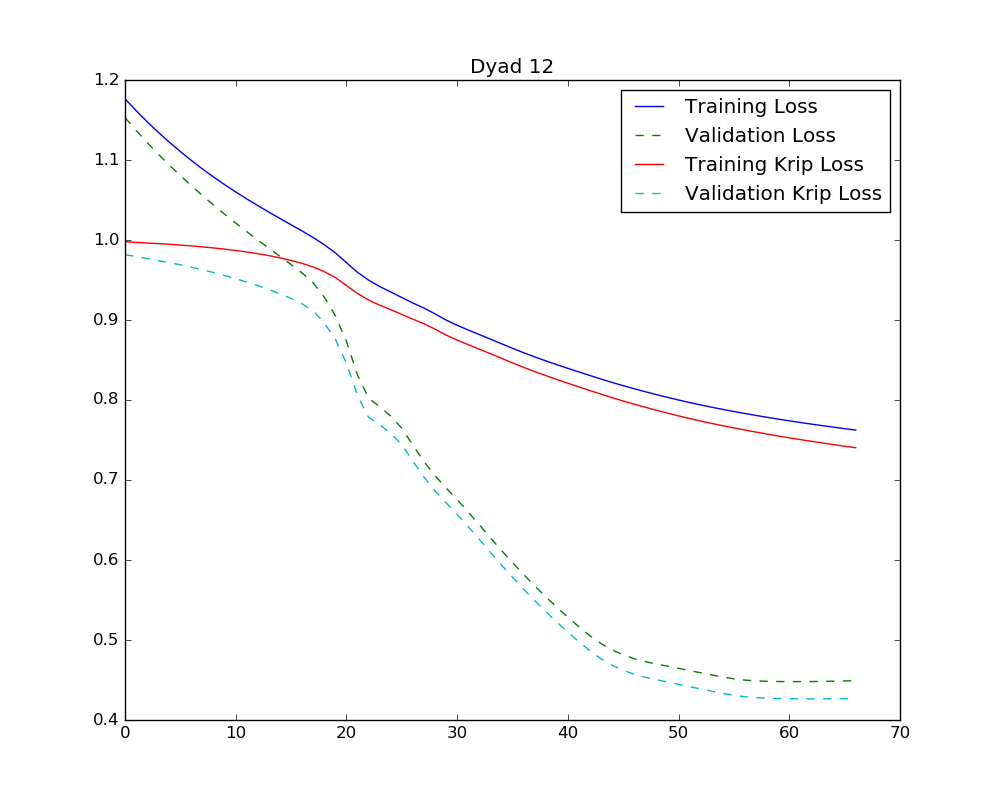 Dyad 12
1.2
1.1
1.0
0.9
0.8
0.7
0.6
0.5
0.4
0 10 20 30 40 50 60 70
Training Loss
Validation Loss
Training Krip Loss
Validation Krip Loss